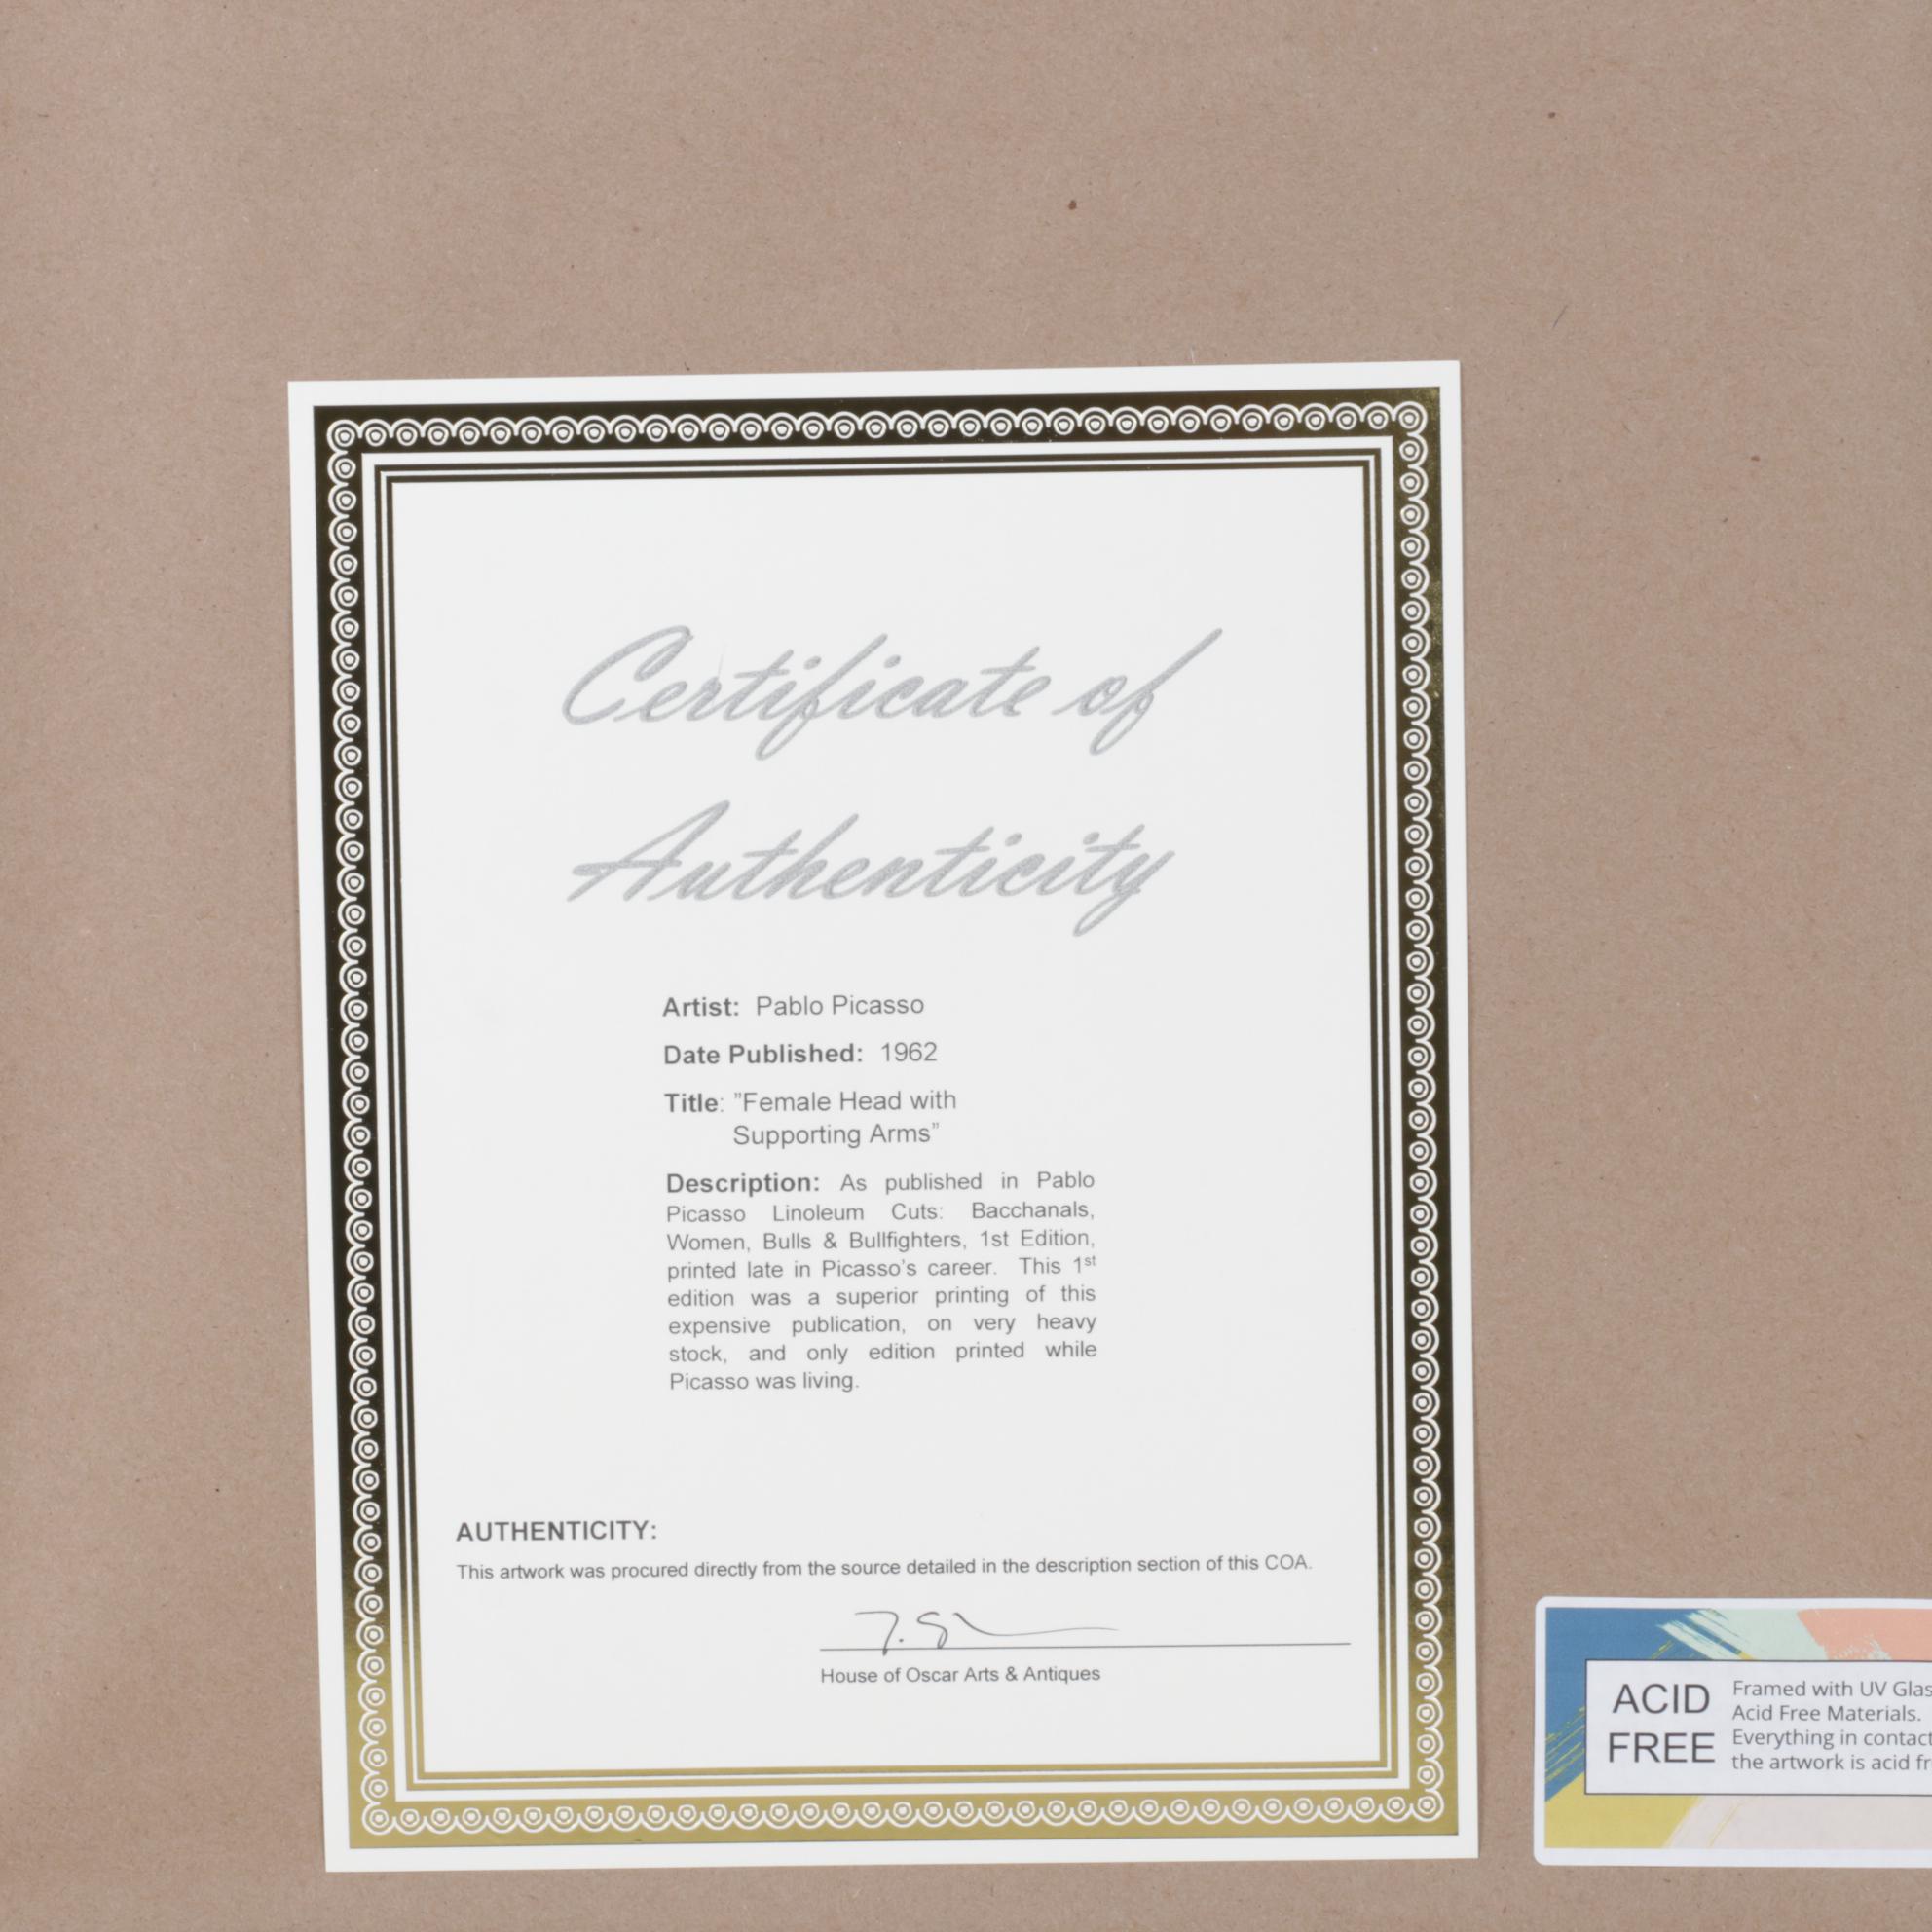 Certificate of
Authenticity
Artist: Pablo Picasso
Date Published: 1962
Title: "Female Head with
Supporting Arms"
Description: As published in Pablo
Picasso Linoleum Cuts: Bacchanals,
Women, Bulls & Bullfighters, 1st Edition,
printed late in Picasso's career. This 1st
edition was a superior printing of this
expensive publication, on very heavy
stock, and only edition printed while
Picasso was living.
AUTHENTICITY:
This artwork was procured directly from the source detailed in the description section of this COA.
House of Oscar Arts & Antiques
ACID
FREE
Framed with UV Glas
Acid Free Materials.
Everything in contact
the artwork is acid fr